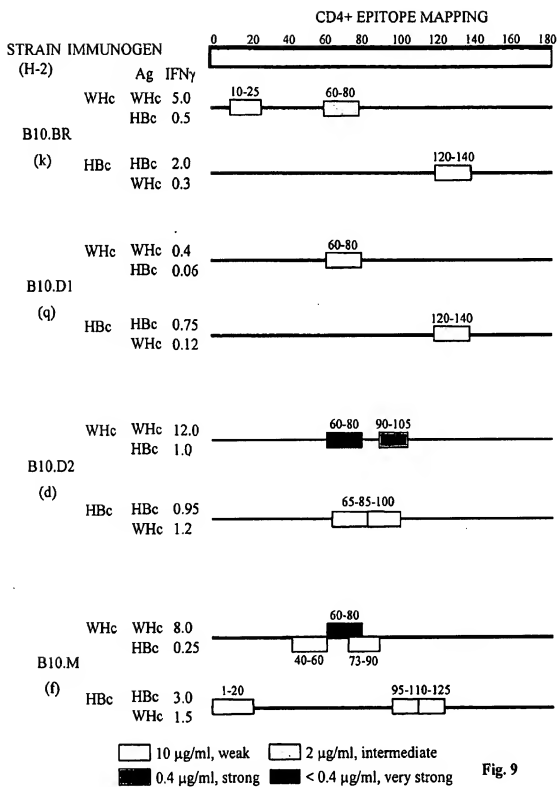 CD4+ EPITOPE MAPPING
STRAIN IMMUNOGEN
(H-2)
0 20 40 60 80 100 120 140 160 180
Ag IFNγ
WHc WHc 5.0 10-25 60-80
HBc 0.5
B10.BR
(k)
HBc HBc 2.0 120-140
WHc 0.3
WHc WHc 0.4 60-80
HBc 0.06
B10.D1
(q)
HBc HBc 0.75 120-140
WHc 0.12
WHc WHc 12.0 60-80 90-105
HBc 1.0
B10.D2
(d)
HBc HBc 0.95 65-85-100
WHc 1.2
WHc WHc 8.0 60-80
HBc 0.25
40-60 73-90
B10.M
(f)
HBc HBc 3.0 1-20 95-110-125
WHc 1.5
10 µg/ml, weak 2 µg/ml, intermediate
0.4 µg/ml, strong < 0.4 µg/ml, very strong
Fig. 9